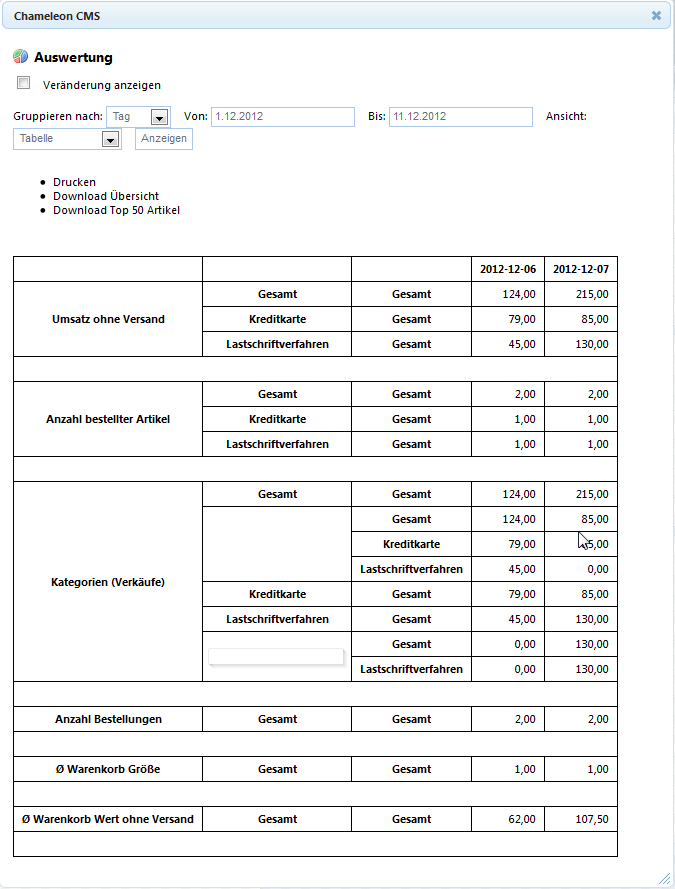 Chameleon CMS
Auswertung
Veränderung anzeigen
Gruppieren nach: Tag Von: 1.12.2012 Bis: 11.12.2012 Ansicht:
Tabelle Anzeigen
Drucken
Download Übersicht
Download Top 50 Artikel
2012-12-06 2012-12-07
Umsatz ohne Versand
Gesamt Gesamt 124,00 215,00
Kreditkarte Gesamt 79,00 85,00
Lastschriftverfahren Gesamt 45,00 130,00
Anzahl bestellter Artikel
Gesamt Gesamt 2,00 2,00
Kreditkarte Gesamt 1,00 1,00
Lastschriftverfahren Gesamt 1,00 1,00
Kategorien (Verkäufe)
Gesamt Gesamt 124,00 215,00
Gesamt 124,00 85,00
Kreditkarte 79,00
Lastschriftverfahren 45,00 0,00
Kreditkarte Gesamt 79,00 85,00
Lastschriftverfahren Gesamt 45,00 130,00
Gesamt 0,00 130,00
Lastschriftverfahren 0,00 130,00
Anzahl Bestellungen Gesamt Gesamt 2,00 2,00
Ø Warenkorb Größe Gesamt Gesamt 1,00 1,00
Ø Warenkorb Wert ohne Versand Gesamt Gesamt 62,00 107,50